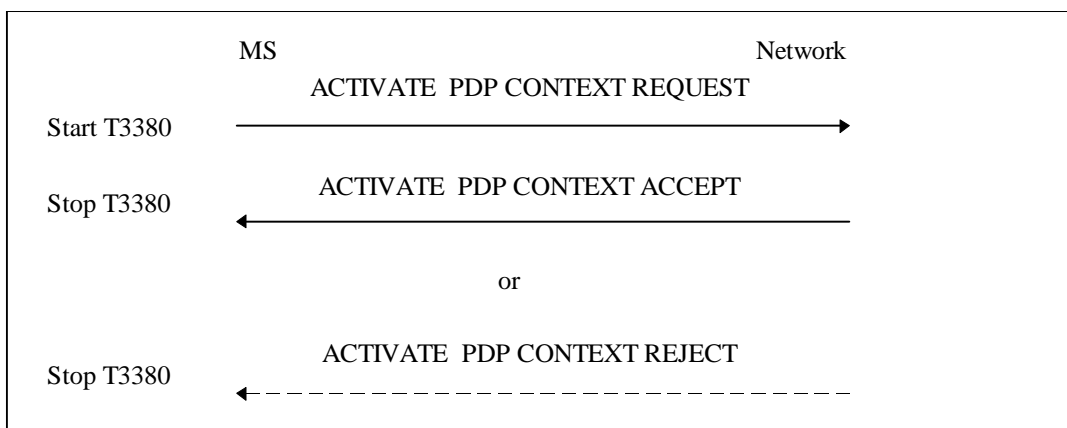 MS Network
ACTIVATE PDP CONTEXT REQUEST
Start T3380
ACTIVATE PDP CONTEXT ACCEPT
Stop T3380
or
ACTIVATE PDP CONTEXT REJECT
Stop T3380